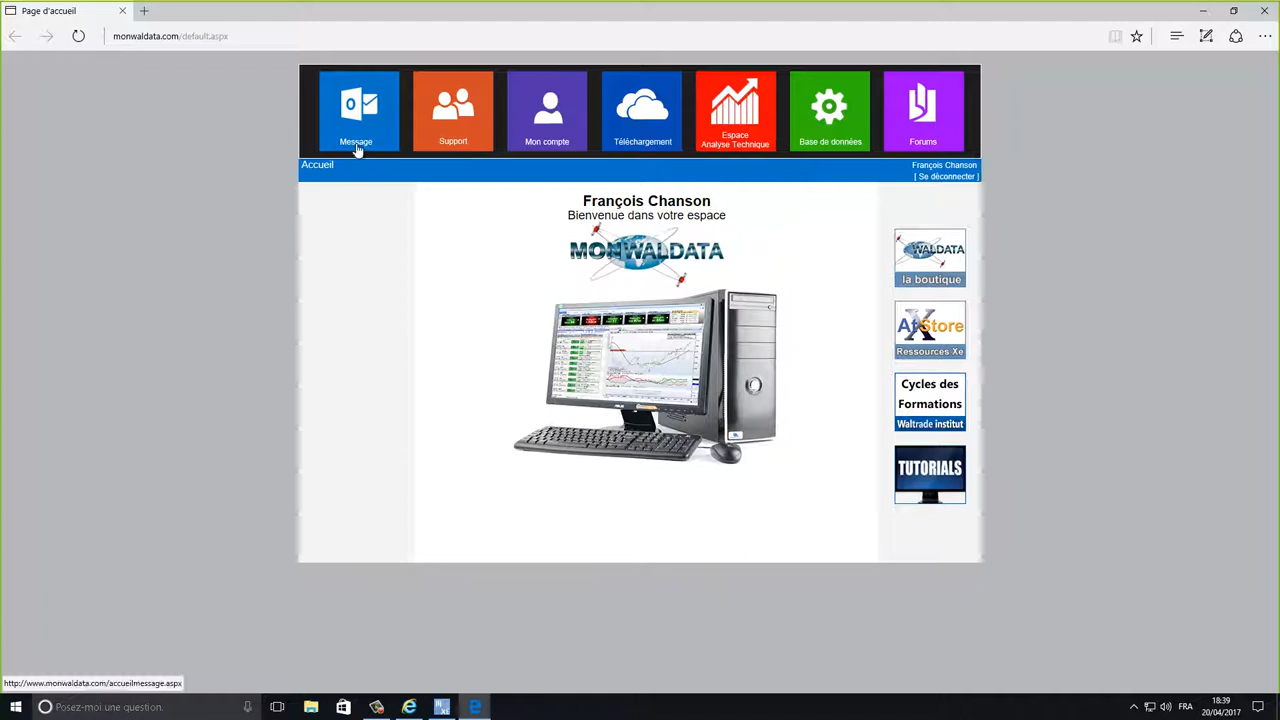 Page d'accueil
monwaldata.com/default.aspx
Message
Support
Mon compte
Téléchargement
Espace
Analyse Technique
Base de données
Forums
Accueil
François Chanson
[ Se déconnecter ]
François Chanson
Bienvenue dans votre espace
MONWALDATA
WALDATA
la boutique
AtStore
X
Ressources Xe
Cycles des
Formations
Waltrade institut
TUTORIALS
http://www.monwaldata.com/accueilmessage.aspx
Posez-moi une question.
FR
18:39
20/04/2017